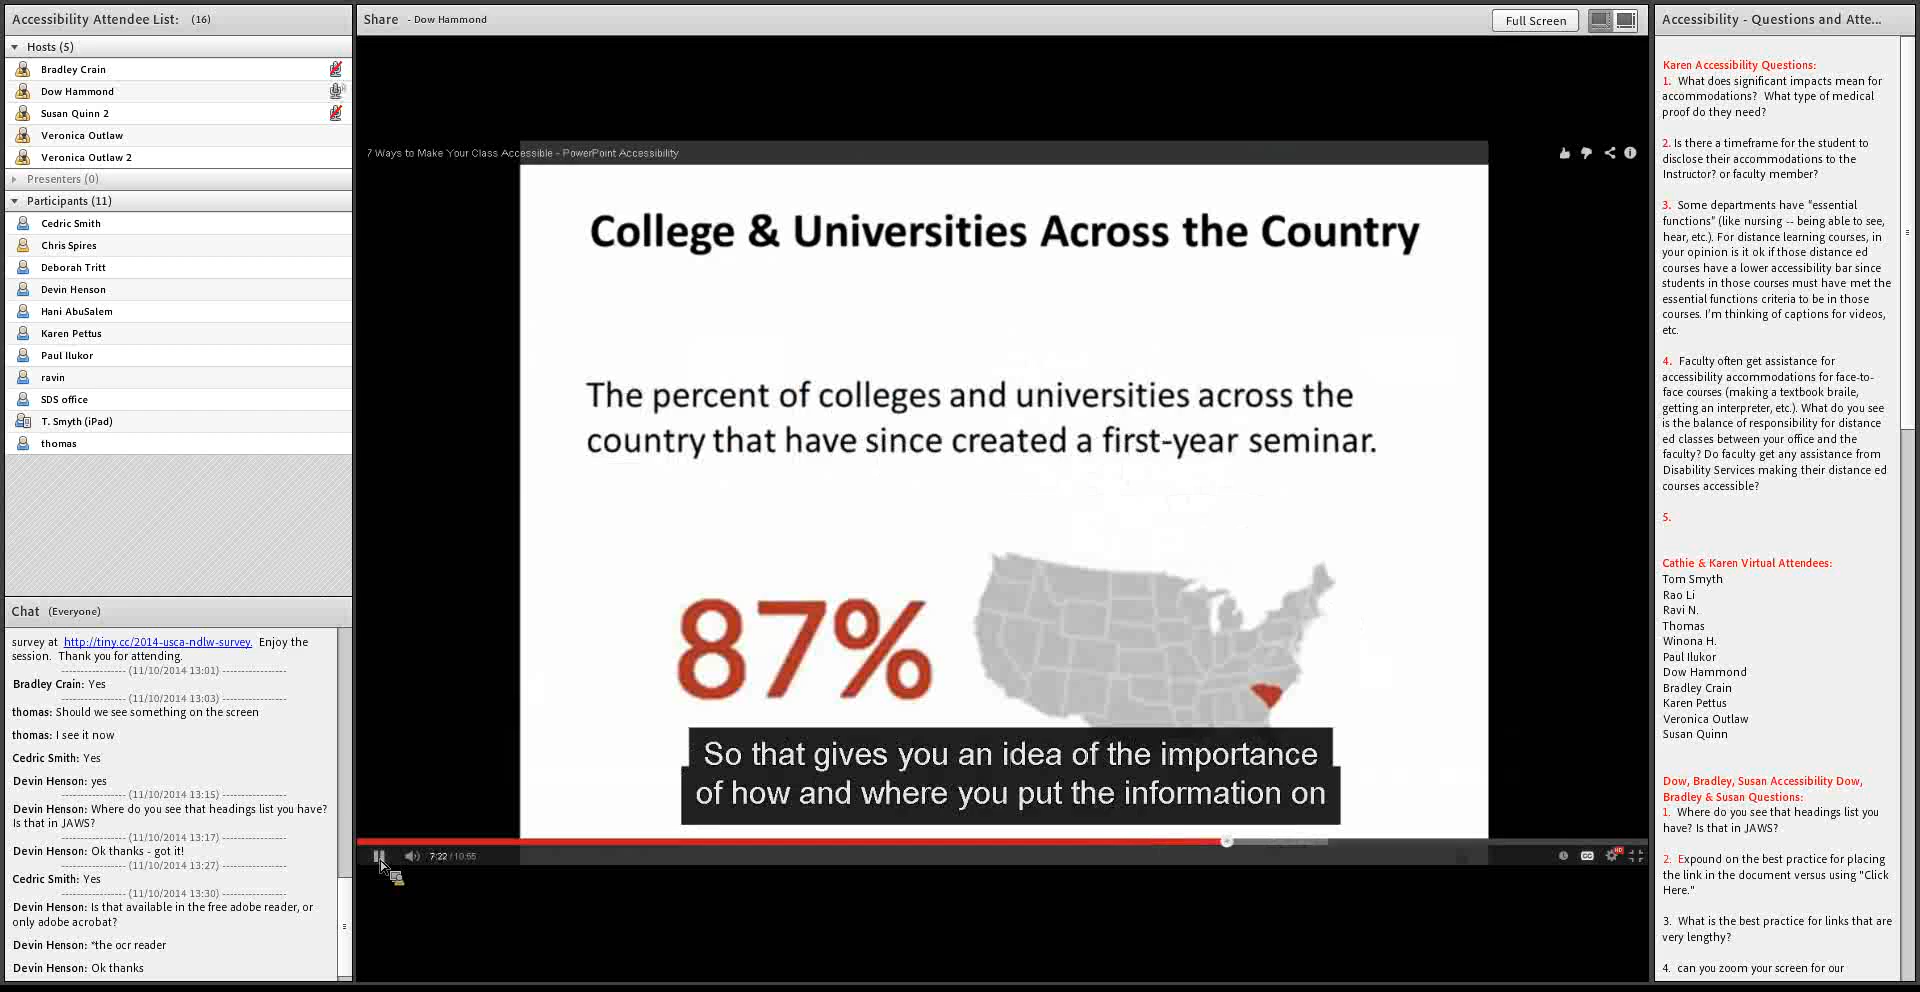 Accessibility Attendee List: (16)
Hosts (5)
Bradley Crain
Dow Hammond
Susan Quinn 2
Veronica Outlaw
Veronica Outlaw 2
Presenters (0)
Participants (11)
Cedric Smith
Chris Spires
Deborah Tritt
Devin Henson
Hani AbuSalem
Karen Pettus
Paul Ilukor
ravin
SDS office
T. Smyth (iPad)
thomas
Chat (Everyone)
survey at http://tiny.cc/2014-usca-ndlw-survey. Enjoy the
session. Thank you for attending.
------------------ (11/10/2014 13:01) ------------------
Bradley Crain: Yes
------------------ (11/10/2014 13:03) ------------------
thomas: Should we see something on the screen
thomas: I see it now
Cedric Smith: Yes
Devin Henson: yes
------------------ (11/10/2014 13:15) ------------------
Devin Henson: Where do you see that headings list you have?
Is that in JAWS?
------------------ (11/10/2014 13:17) ------------------
Devin Henson: Ok thanks - got it!
------------------ (11/10/2014 13:27) ------------------
Cedric Smith: Yes
------------------ (11/10/2014 13:30) ------------------
Devin Henson: Is that available in the free adobe reader, or
only adobe acrobat?
Devin Henson: *the ocr reader
Devin Henson: Ok thanks
Share - Dow Hammond
Full Screen
7 Ways to Make Your Class Accessible - PowerPoint Accessibility
College & Universities Across the Country
The percent of colleges and universities across the
country that have since created a first-year seminar.
87%
So that gives you an idea of the importance
of how and where you put the information on
7:22 / 10:55
CC
HD
Accessibility - Questions and Atte...
Karen Accessibility Questions:
1. What does significant impacts mean for
accommodations? What type of medical
proof do they need?
2. Is there a timeframe for the student to
disclose their accommodations to the
Instructor? or faculty member?
3. Some departments have "essential
functions" (like nursing -- being able to see,
hear, etc.). For distance learning courses, in
your opinion is it ok if those distance ed
courses have a lower accessibility bar since
students in those courses must have met the
essential functions criteria to be in those
courses. I'm thinking of captions for videos,
etc.
4. Faculty often get assistance for
accessibility accommodations for face-to-
face courses (making a textbook braile,
getting an interpreter, etc.). What do you see
is the balance of responsibility for distance
ed classes between your office and the
faculty? Do faculty get any assistance from
Disability Services making their distance ed
courses accessible?
5.
Cathie & Karen Virtual Attendees:
Tom Smyth
Rao Li
Ravi N.
Thomas
Winona H.
Paul Ilukor
Dow Hammond
Bradley Crain
Karen Pettus
Veronica Outlaw
Susan Quinn
Dow, Bradley, Susan Accessibility Dow,
Bradley & Susan Questions:
1. Where do you see that headings list you
have? Is that in JAWS?
2. Expound on the best practice for placing
the link in the document versus using "Click
Here."
3. What is the best practice for links that are
very lengthy?
4. can you zoom your screen for our